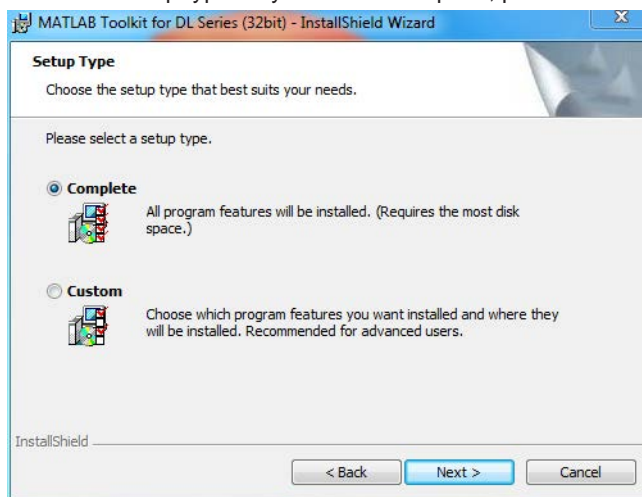 MATLAB Toolkit for DL Series (32bit) - InstallShield Wizard
Setup Type
Choose the setup type that best suits your needs.
Please select a setup type.
Complete
All program features will be installed. (Requires the most disk
space.)
Custom
Choose which program features you want installed and where they
will be installed. Recommended for advanced users.
InstallShield
< Back Next > Cancel